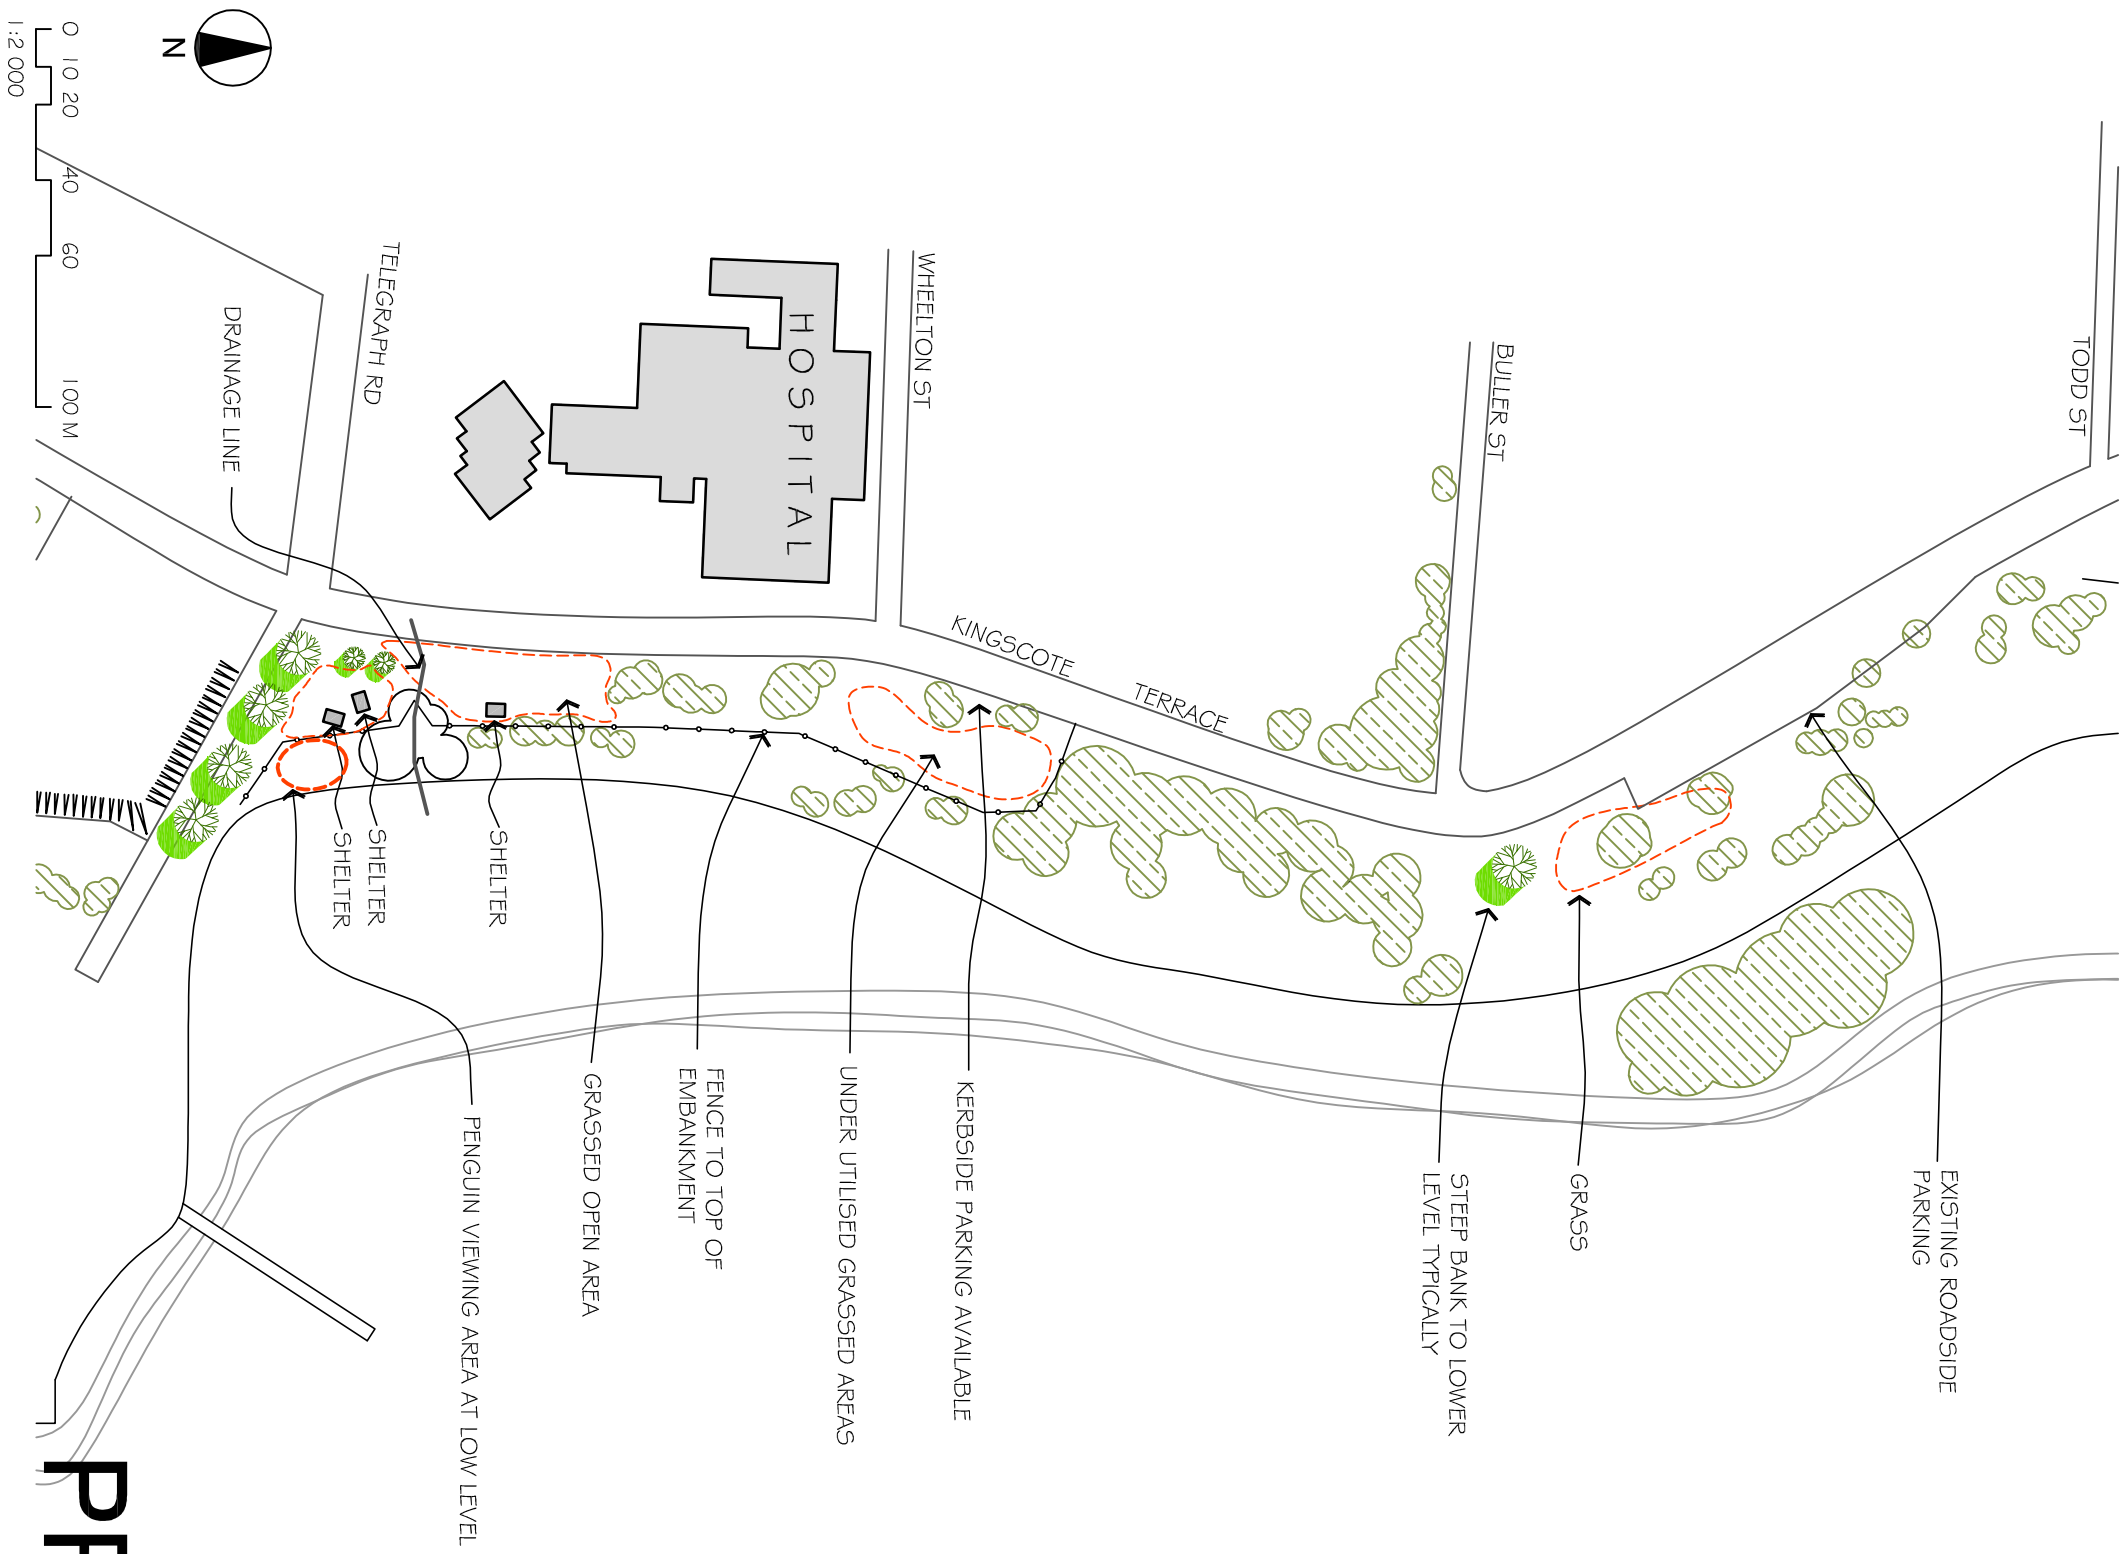 TODD ST
EXISTING ROADSIDE
PARKING
GRASS
BULLER ST
STEEP BANK TO LOWER
LEVEL TYPICALLY
KINGSCOTE
TERRACE
KERBSIDE PARKING AVAILABLE
WHEELTON ST
UNDER UTILISED GRASSED AREAS
HOSPITAL
FENCE TO TOP OF
EMBANKMENT
GRASSED OPEN AREA
SHELTER
PENGUIN VIEWING AREA AT LOW LEVEL
TELEGRAPH RD
SHELTER
SHELTER
DRAINAGE LINE
N
0 10 20 40 60 100 M
1:2 000